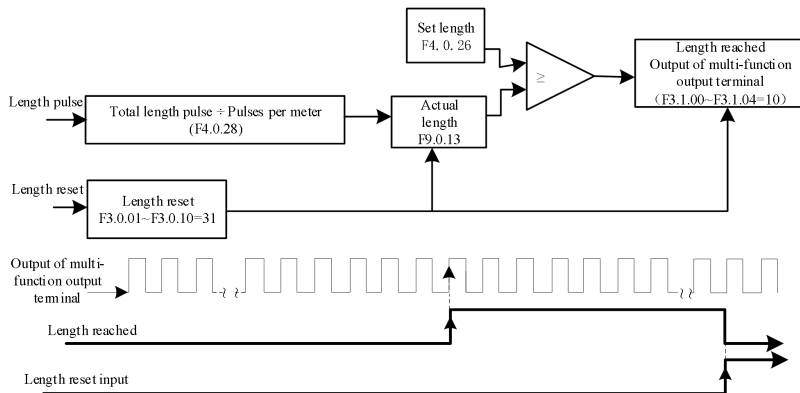 Set length
F4.0.26
≥
Length reached
Output of multi-function
output terminal
（F3.1.00~F3.1.04=10）
Length pulse
Total length pulse ÷ Pulses per meter
(F4.0.28)
Actual
length
F9.0.13
Length reset
Length reset
F3.0.01~F3.0.10=31
Output of multi-
function output
terminal
Length reached
Length reset input